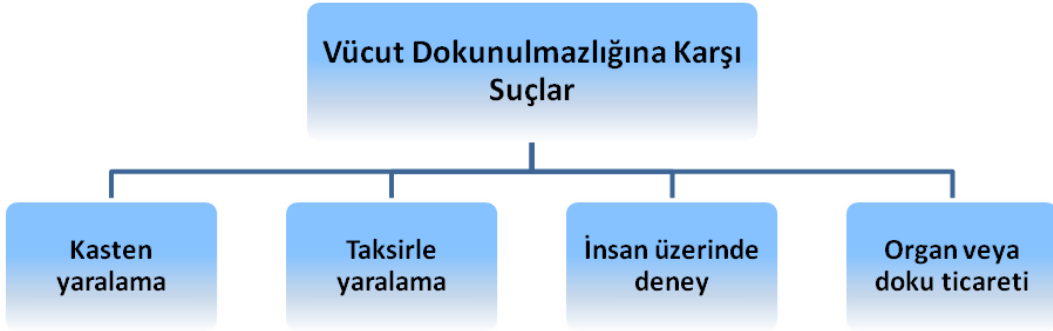 Vücut Dokunulmazlığına Karşı
Suçlar
Kasten
yaralama
Taksirle
yaralama
İnsan üzerinde
deney
Organ veya
doku ticareti